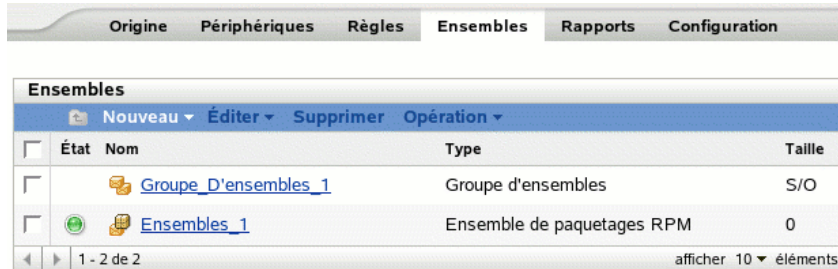 Origine Périphériques Règles Ensembles Rapports Configuration
Ensembles
Nouveau Éditer Supprimer Opération
État Nom Type Taille
Groupe_D'ensembles_1 Groupe d'ensembles S/O
Ensembles_1 Ensemble de paquetages RPM 0
1 - 2 de 2 afficher 10 éléments